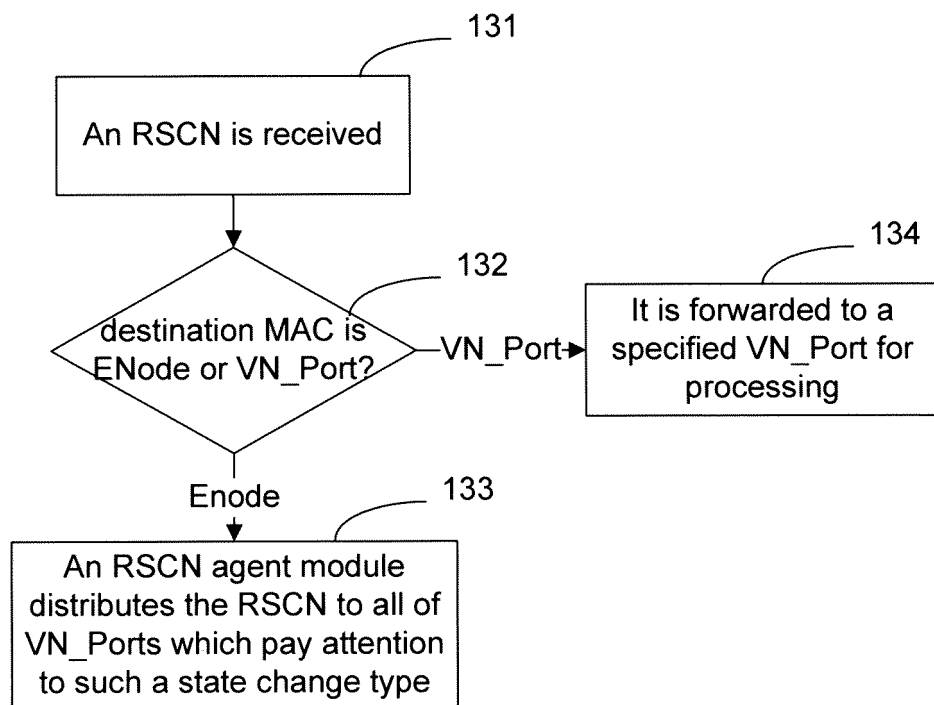 131
An RSCN is received
132
destination MAC is
ENode or VN_Port?
VN_Port
134
It is forwarded to a
specified VN_Port for
processing
Enode
133
An RSCN agent module
distributes the RSCN to all of
VN_Ports which pay attention
to such a state change type